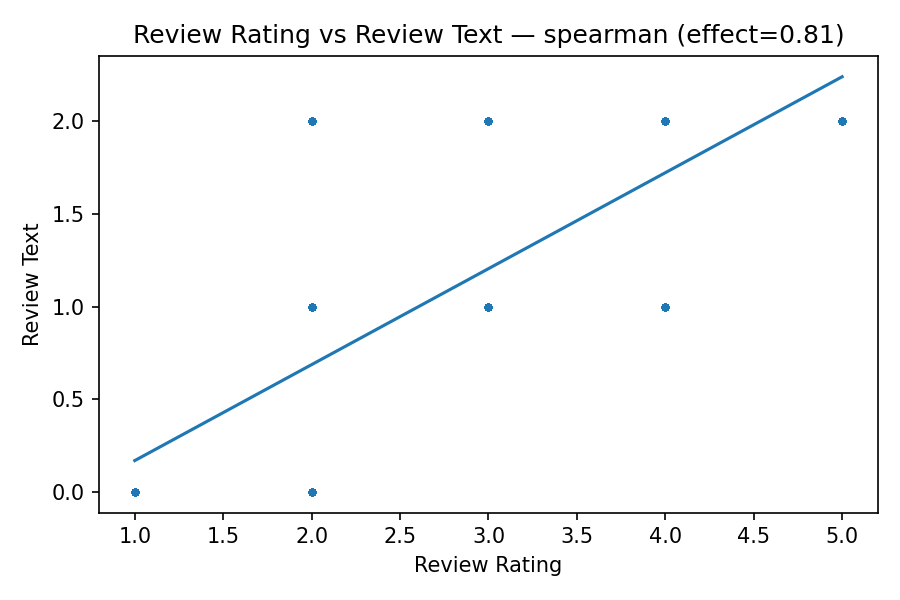 Review Rating vs Review Text — spearman (effect=0.81)
Review Text
2.0
1.5
1.0
0.5
0.0
1.0 1.5 2.0 2.5 3.0 3.5 4.0 4.5 5.0
Review Rating